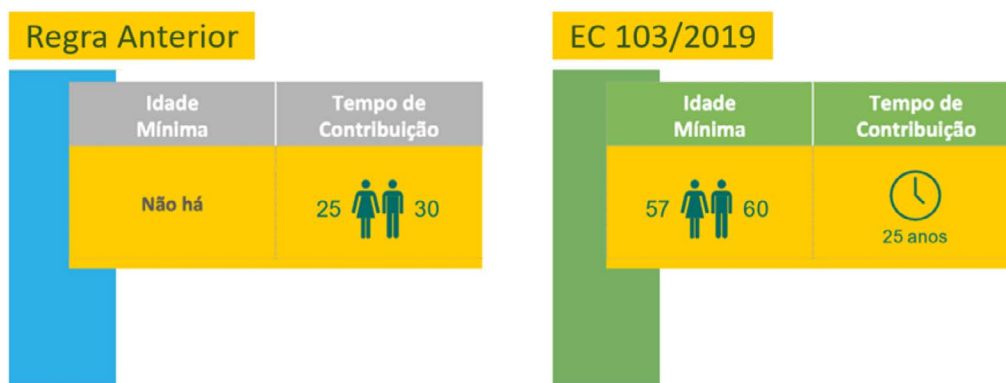 Regra Anterior
Idade
Mínima
Tempo de
Contribuição
Não há
25 30
EC 103/2019
Idade
Mínima
Tempo de
Contribuição
57 60
25 anos